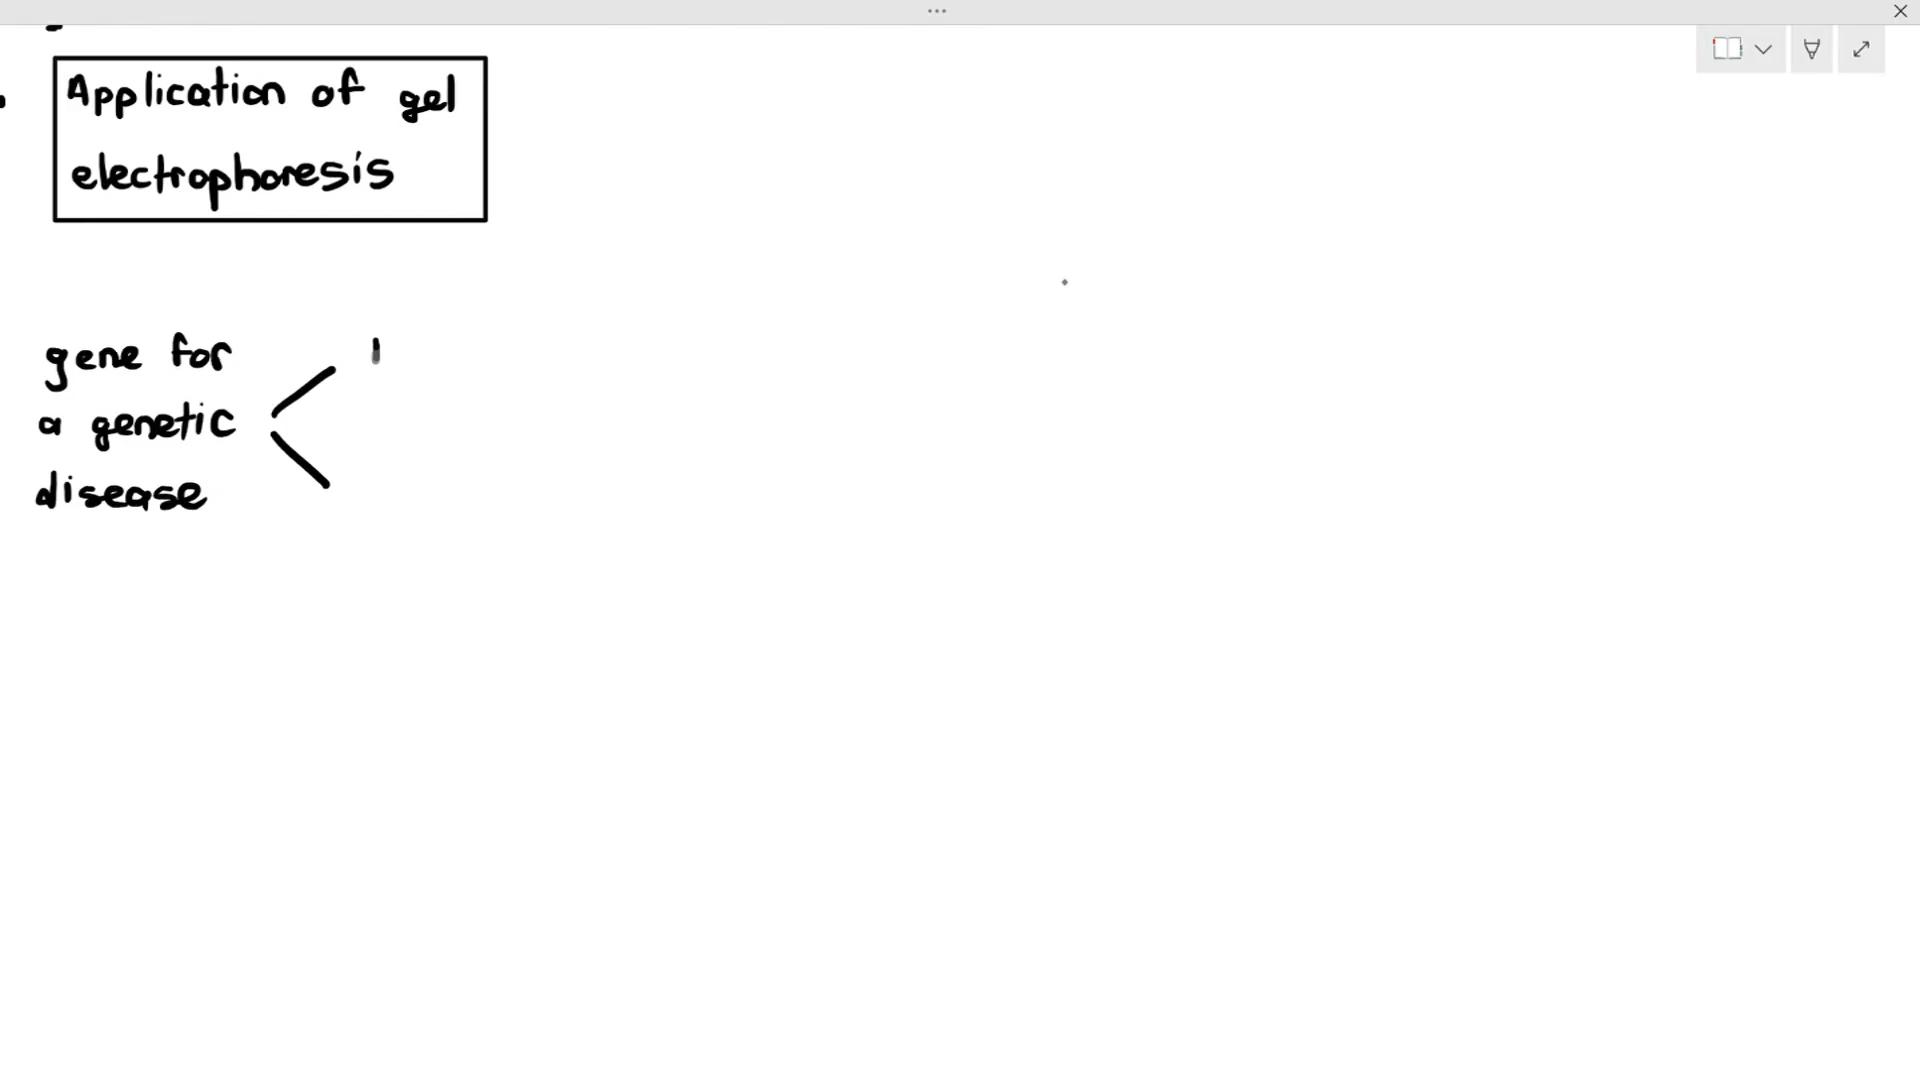 Application of gel
electrophoresis
gene for
a genetic
disease